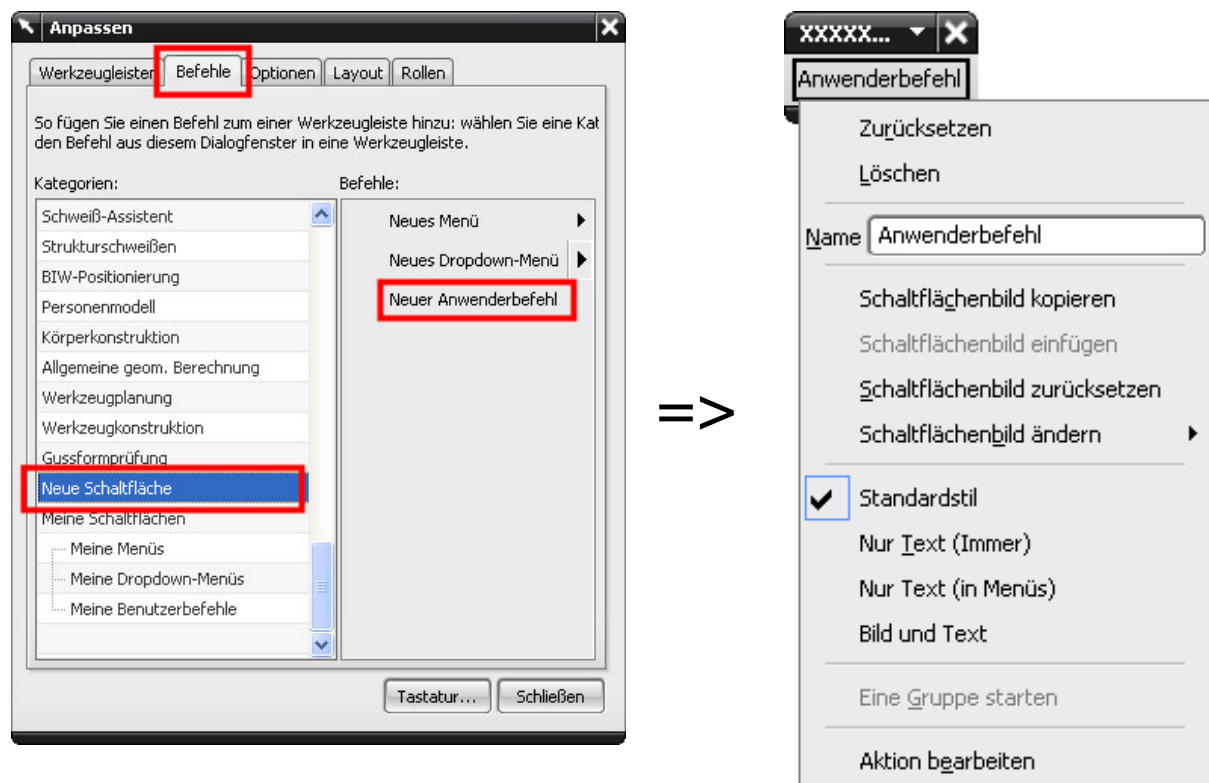 Anpassen
Werkzeugleisten Befehle Optionen Layout Rollen
So fügen Sie einen Befehl zum einer Werkzeugleiste hinzu: wählen Sie eine Kat
den Befehl aus diesem Dialogfenster in eine Werkzeugleiste.
Kategorien:
Schweiß-Assistent
Strukturschweißen
BIW-Positionierung
Personenmodell
Körperkonstruktion
Allgemeine geom. Berechnung
Werkzeugplanung
Werkzeugkonstruktion
Gussformprüfung
Neue Schaltfläche
Meine Schaltflächen
Meine Menüs
Meine Dropdown-Menüs
Meine Benutzerbefehle
Befehle:
Neues Menü
Neues Dropdown-Menü
Neuer Anwenderbefehl
Tastatur... Schließen
=>
xxxxx...
Anwenderbefehl
Zurücksetzen
Löschen
Name Anwenderbefehl
Schaltflächenbild kopieren
Schaltflächenbild einfügen
Schaltflächenbild zurücksetzen
Schaltflächenbild ändern
Standardstil
Nur Text (Immer)
Nur Text (in Menüs)
Bild und Text
Eine Gruppe starten
Aktion bearbeiten